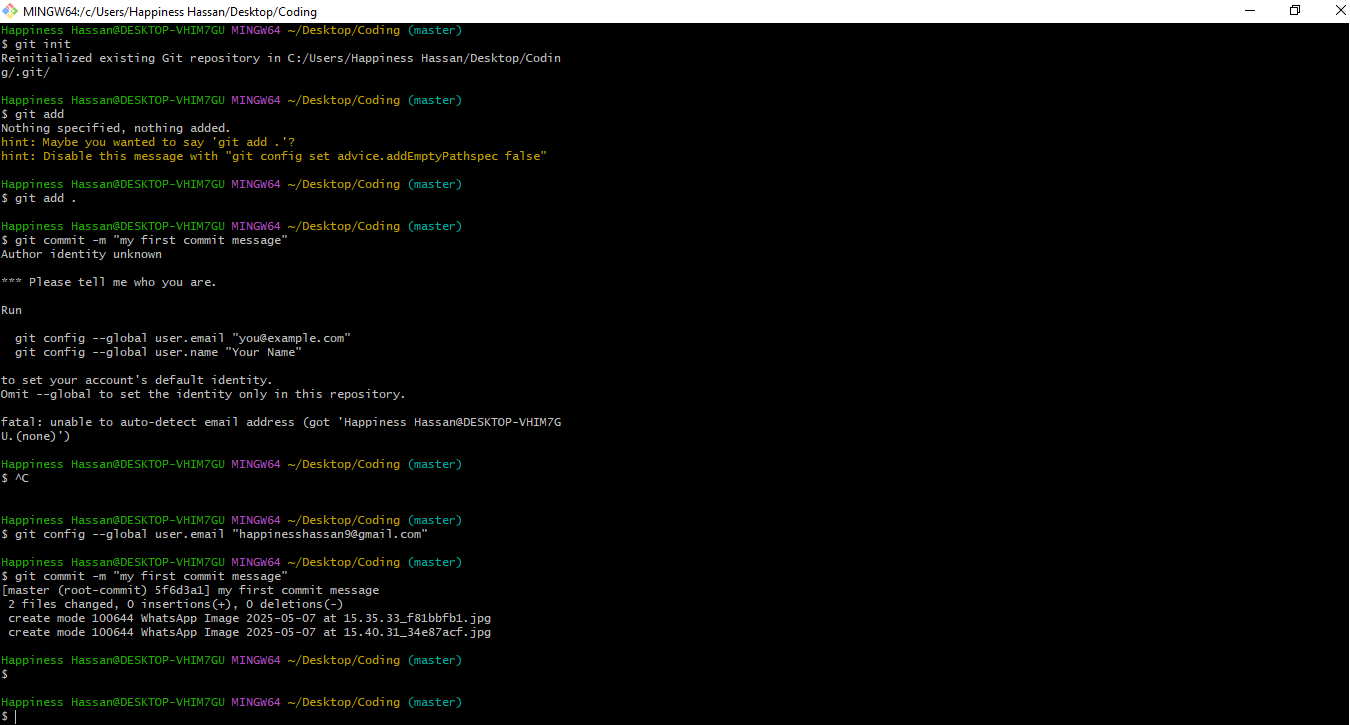 MINGW64:/c/Users/Happiness Hassan/Desktop/Coding
Happiness Hassan@DESKTOP-VHIM7GU MINGW64 ~/Desktop/Coding (master)
$ git init
Reinitialized existing Git repository in C:/Users/Happiness Hassan/Desktop/Codin
g/.git/
Happiness Hassan@DESKTOP-VHIM7GU MINGW64 ~/Desktop/Coding (master)
$ git add
Nothing specified, nothing added.
hint: Maybe you wanted to say 'git add .'?
hint: Disable this message with "git config set advice.addEmptyPathspec false"
Happiness Hassan@DESKTOP-VHIM7GU MINGW64 ~/Desktop/Coding (master)
$ git add .
Happiness Hassan@DESKTOP-VHIM7GU MINGW64 ~/Desktop/Coding (master)
$ git commit -m "my first commit message"
Author identity unknown
*** Please tell me who you are.
Run
  git config --global user.email "you@example.com"
  git config --global user.name "Your Name"
to set your account's default identity.
Omit --global to set the identity only in this repository.
fatal: unable to auto-detect email address (got 'Happiness Hassan@DESKTOP-VHIM7G
U.(none)')
Happiness Hassan@DESKTOP-VHIM7GU MINGW64 ~/Desktop/Coding (master)
$ ^C
Happiness Hassan@DESKTOP-VHIM7GU MINGW64 ~/Desktop/Coding (master)
$ git config --global user.email "happinesshassan9@gmail.com"
Happiness Hassan@DESKTOP-VHIM7GU MINGW64 ~/Desktop/Coding (master)
$ git commit -m "my first commit message"
[master (root-commit) 5f6d3a1] my first commit message
 2 files changed, 0 insertions(+), 0 deletions(-)
 create mode 100644 WhatsApp Image 2025-05-07 at 15.35.33_f81bbfb1.jpg
 create mode 100644 WhatsApp Image 2025-05-07 at 15.40.31_34e87acf.jpg
Happiness Hassan@DESKTOP-VHIM7GU MINGW64 ~/Desktop/Coding (master)
$
Happiness Hassan@DESKTOP-VHIM7GU MINGW64 ~/Desktop/Coding (master)
$